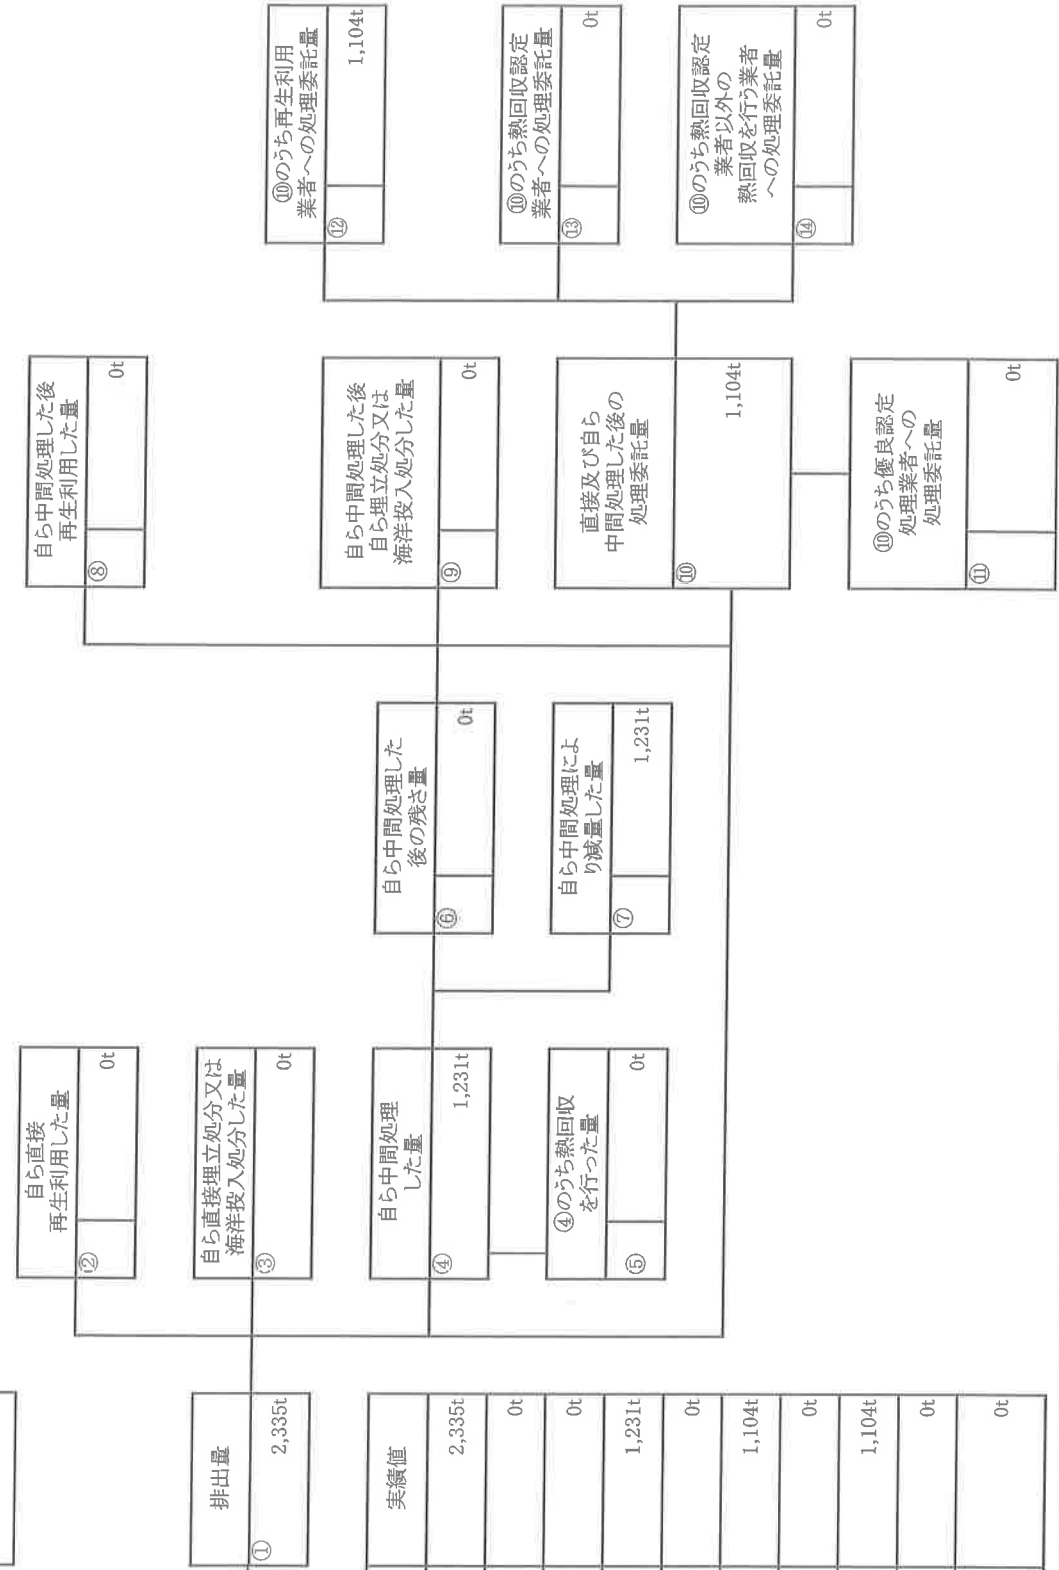 排出量
①
2,335t
実績値
2,335t
0t
0t
1,231t
0t
1,104t
0t
1,104t
0t
0t
自ら直接
再生利用した量
②
0t
自ら直接埋立処分又は
海洋投入処分した量
③
0t
自ら中間処理
した量
④
1,231t
④のうち熱回収
を行った量
⑤
0t
自ら中間処理した
後の残さ量
⑥
0t
自ら中間処理によ
り減量した量
⑦
1,231t
自ら中間処理した後
再生利用した量
⑧
0t
自ら中間処理した後
自ら埋立処分又は
海洋投入処分した量
⑨
0t
直接及び自ら
中間処理した後の
処理委託量
⑩
1,104t
⑩のうち優良認定
処理業者への
処理委託量
⑪
0t
⑩のうち再生利用
業者への処理委託量
⑫
1,104t
⑩のうち熱回収認定
業者への処理委託量
⑬
0t
⑩のうち熱回収認定
業者以外の
熱回収を行う業者
への処理委託量
⑭
0t